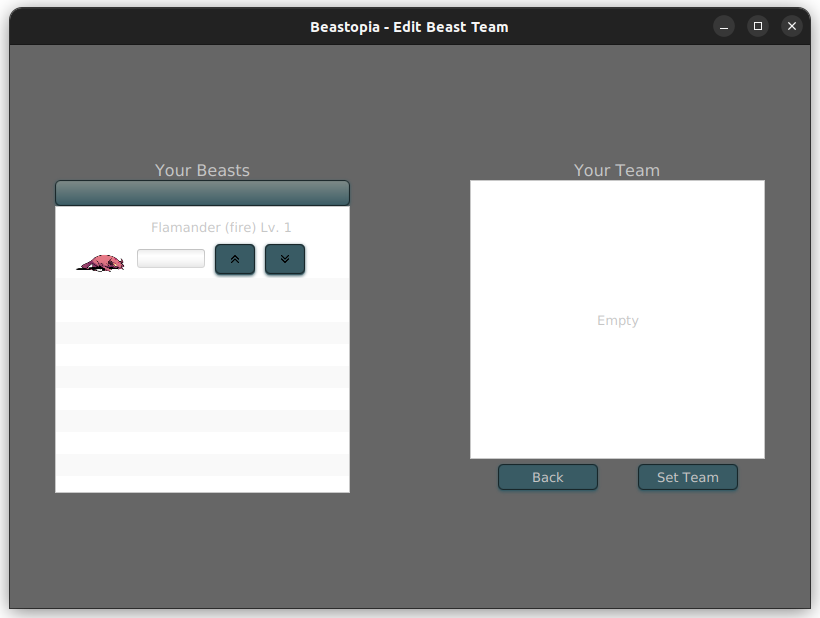 Beastopia - Edit Beast Team
Your Beasts
Flamander (fire) Lv. 1
Your Team
Empty
Back
Set Team